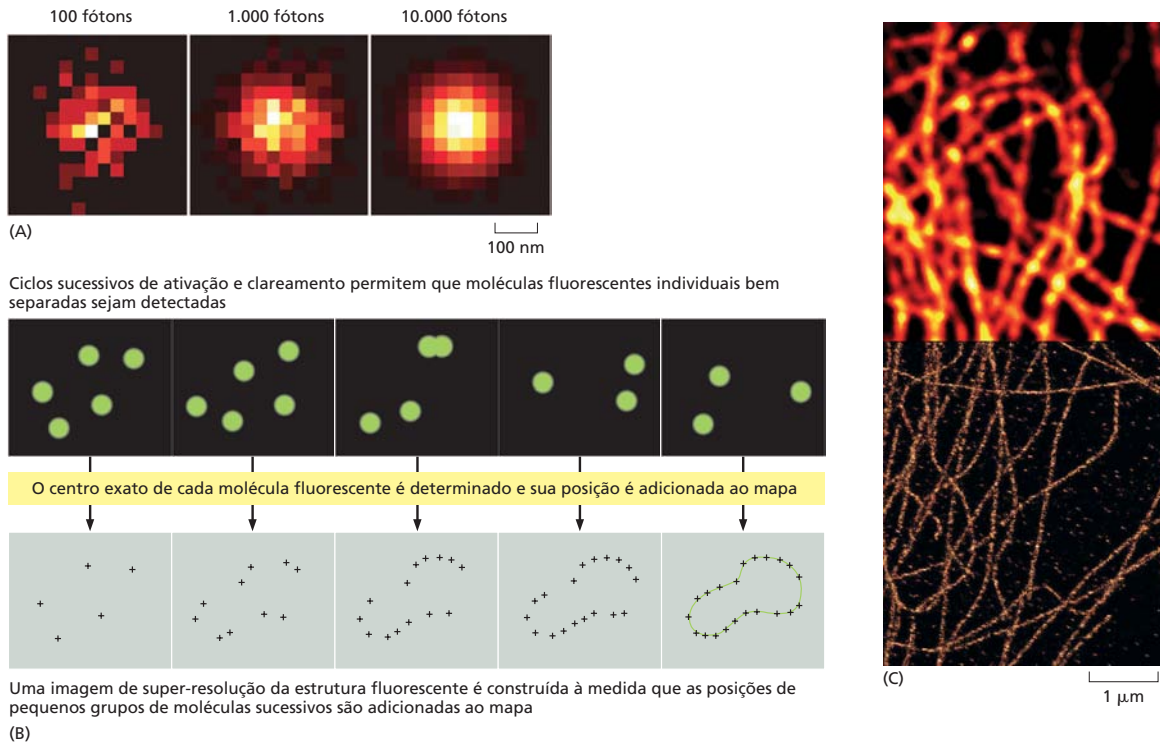 100 fótons
1.000 fótons
10.000 fótons
(A)
100 nm
Ciclos sucessivos de ativação e clareamento permitem que moléculas fluorescentes individuais bem
separadas sejam detectadas
O centro exato de cada molécula fluorescente é determinado e sua posição é adicionada ao mapa
Uma imagem de super-resolução da estrutura fluorescente é construída à medida que as posições de
pequenos grupos de moléculas sucessivos são adicionadas ao mapa
(B)
(C)
1 µm